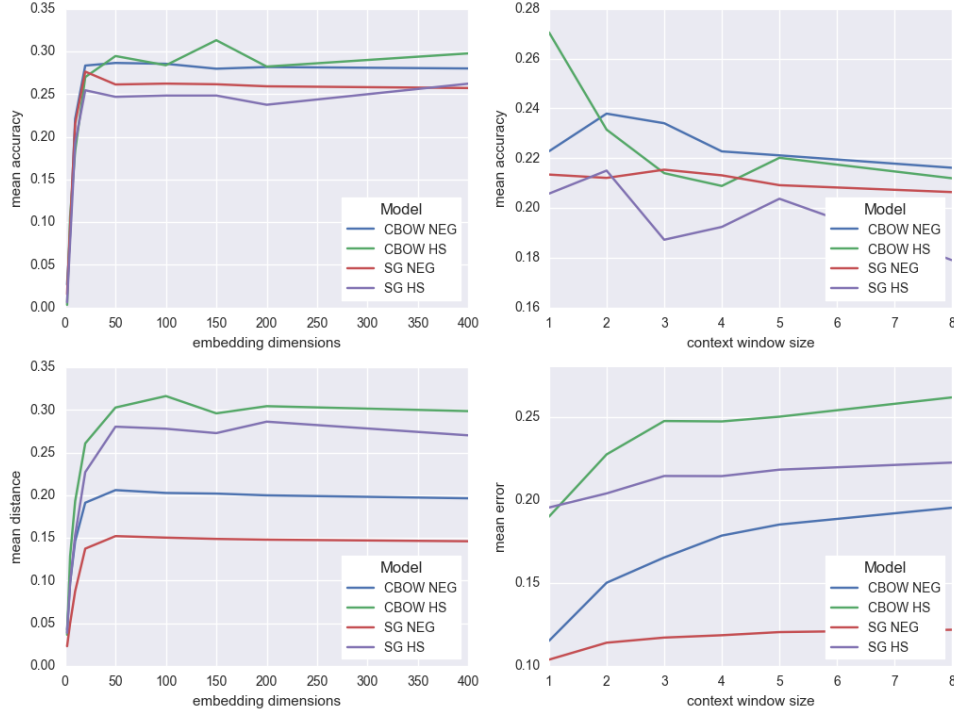 0.35
0.30
0.25
0.20
0.15
0.10
0.05
0.00
mean accuracy
Model
CBOW NEG
CBOW HS
SG NEG
SG HS
0 50 100 150 200 250 300 350 400
embedding dimensions
0.28
0.26
0.24
0.22
0.20
0.18
0.16
mean accuracy
Model
CBOW NEG
CBOW HS
SG NEG
SG HS
1 2 3 4 5 6 7 8
context window size
0.35
0.30
0.25
0.20
0.15
0.10
0.05
0.00
mean distance
Model
CBOW NEG
CBOW HS
SG NEG
SG HS
0 50 100 150 200 250 300 350 400
embedding dimensions
0.25
0.20
0.15
0.10
mean error
Model
CBOW NEG
CBOW HS
SG NEG
SG HS
1 2 3 4 5 6 7 8
context window size